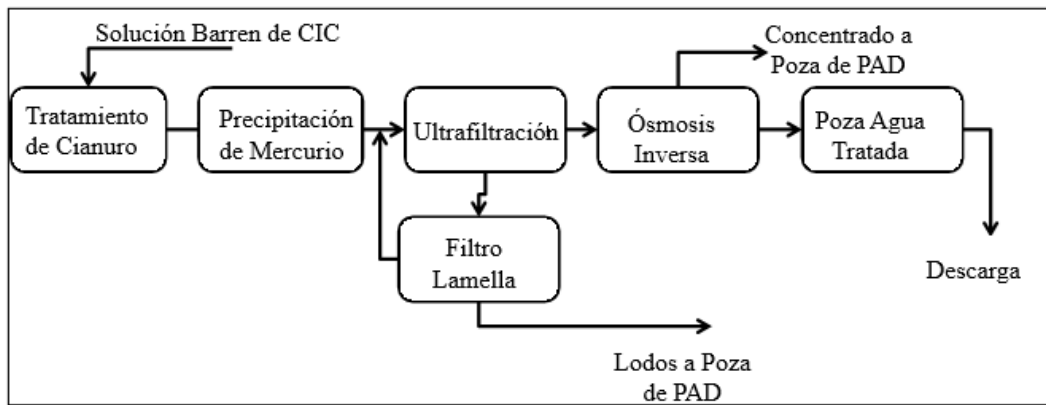 Solución Barren de CIC
Concentrado a
Poza de PAD
Tratamiento
de Cianuro
Precipitación
de Mercurio
Ultrafiltración
Ósmosis
Inversa
Poza Agua
Tratada
Filtro
Lamella
Descarga
Lodos a Poza
de PAD